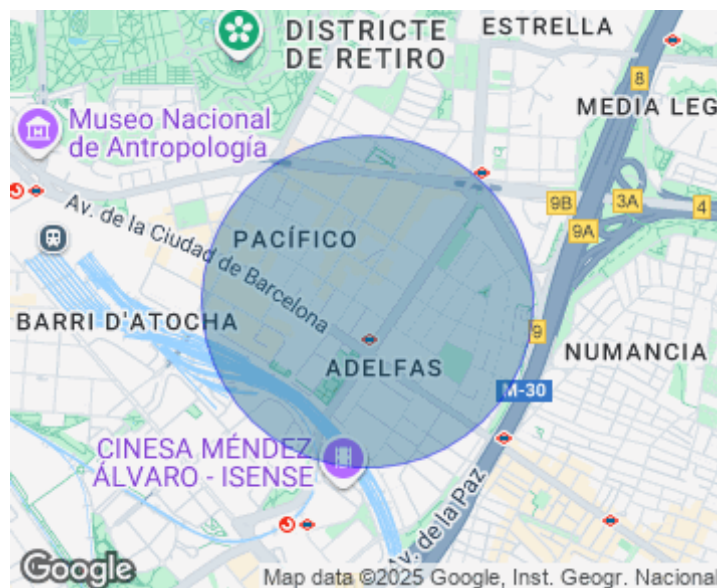 DISTRICTE
DE RETIRO
ESTRELLA
8
MEDIA LEG
Museo Nacional
de Antropología
9B
3A
4
9A
Av. de la Ciudad de Barcelona
PACÍFICO
BARRI D'ATOCHA
9
NUMANCIA
ADELFAS
M-30
CINESA MÉNDEZ
ÁLVARO - ISENSE
Av. de la Paz
Google
Map data ©2025 Google, Inst. Geogr. Nacional